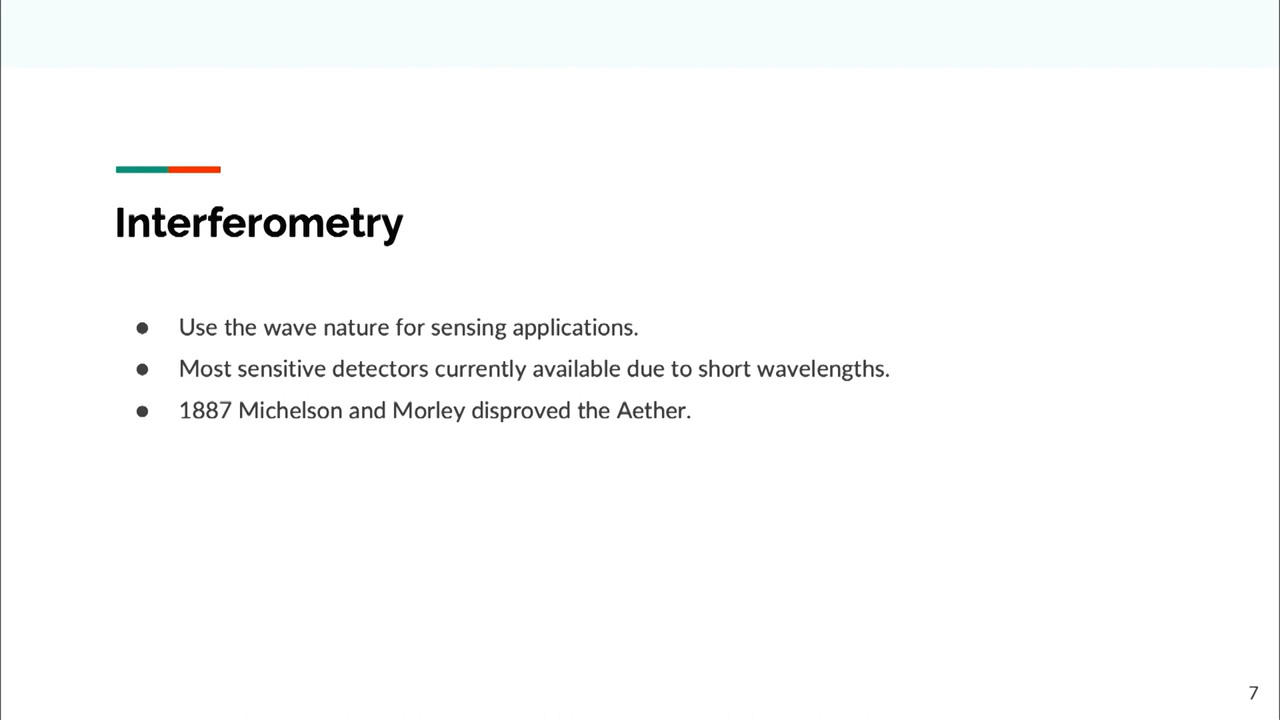 Interferometry
● Use the wave nature for sensing applications.
● Most sensitive detectors currently available due to short wavelengths.
● 1887 Michelson and Morley disproved the Aether.
7